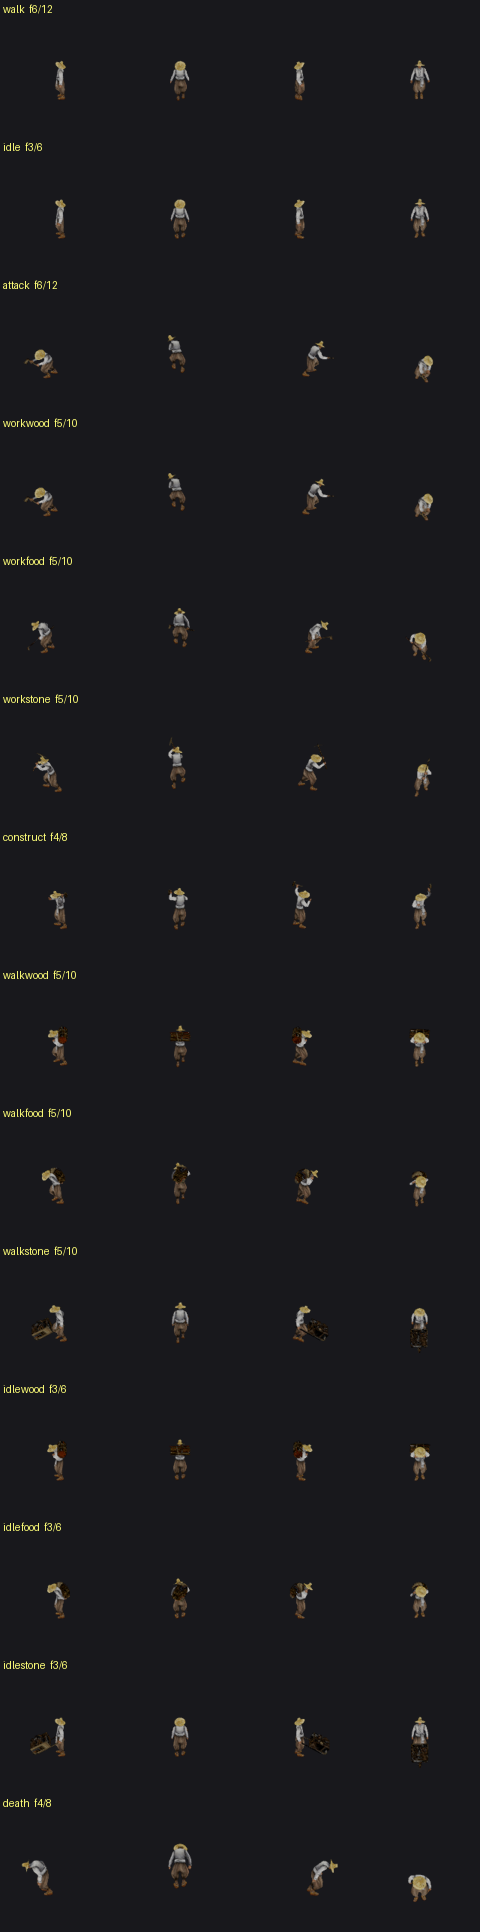 walk f6/12
idle f3/6
attack f6/12
workwood f5/10
workfood f5/10
workstone f5/10
construct f4/8
walkwood f5/10
walkfood f5/10
walkstone f5/10
idlewood f3/6
idlefood f3/6
idlestone f3/6
death f4/8